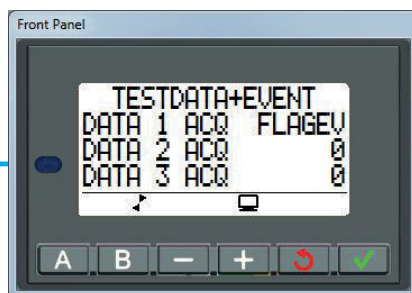 Front Panel
TESTDATA+EVENT
DATA 1 ACQ FLAGEV
DATA 2 ACQ 0
DATA 3 ACQ 0
A B − +